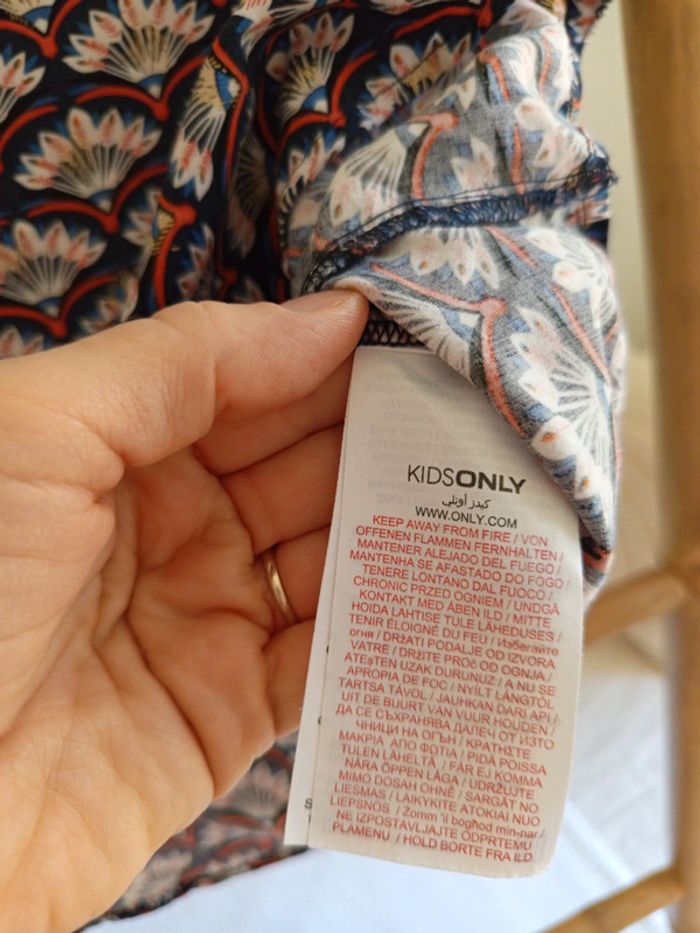 KIDSONLY
كيدز أونلي
WWW.ONLY.COM
KEEP AWAY FROM FIRE / VON
OFFENEN FLAMMEN FERNHALTEN /
MANTENER ALEJADO DEL FUEGO /
MANTENHA SE AFASTADO DO FOGO /
TENERE LONTANO DAL FUOCO /
CHRONIC PRZED OGNIEM / UNDGÅ
KONTAKT MED ÅBEN ILD / MITTE
HOIDA LAHTISE TULE LÄHEDUSES /
TENIR ÉLOIGNÉ DU FEU / Избегайте
огня / DRŽATI PODALJE OD IZVORA
VATRE / DRŽITE PROČ OD OGNJA /
ATEşTEN UZAK DURUNUZ / A NU SE
APROPIA DE FOC / NYÍLT LÁNGTÓL
TARTSA TÁVOL / JAUHKAN DARI API /
UIT DE BUURT VAN VUUR HOUDEN /
ДА СЕ СЪХРАНЯВА ДАЛЕЧ ОТ ИЗТО
ЧНИЦИ НА ОГЪН / ΚΡΑΤΗΣΤΕ
ΜΑΚΡΙΑ ΑΠΟ ΦΩΤΙΑ / PIDÄ POISSA
TULEN LÄHELTÄ / FÅR EJ KOMMA
NÄRA ÖPPEN LÅGA / UDRŽUJTE
MIMO DOSAH OHNĚ / SARGĀT NO
LIESMAS / LAIKYKITE ATOKIAI NUO
LIEPSNOS / Żomm 'il bogħod min-nar /
NE IZPOSTAVLJAJTE ODPRTEMU
PLAMENU / HOLD BORTE FRA ILD